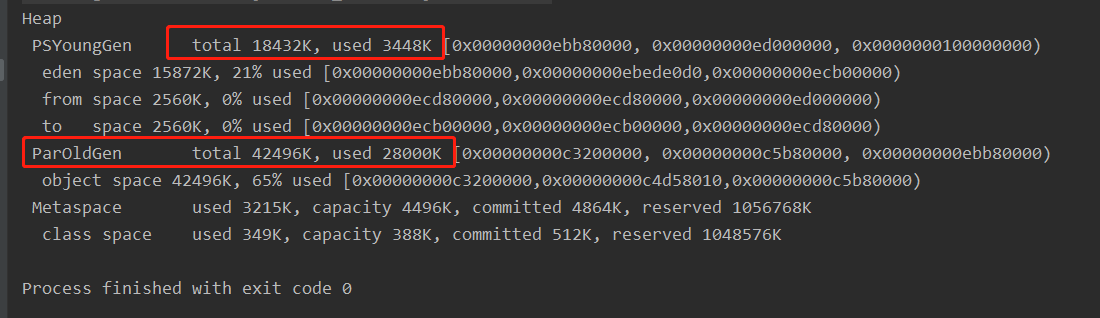 Heap
 PSYoungGen      total 18432K, used 3448K [0x00000000ebb80000, 0x00000000ed000000, 0x0000000100000000)
  eden space 15872K, 21% used [0x00000000ebb80000,0x00000000ebede0d0,0x00000000ecb00000)
  from space 2560K, 0% used [0x00000000ecd80000,0x00000000ecd80000,0x00000000ed000000)
  to   space 2560K, 0% used [0x00000000ecb00000,0x00000000ecb00000,0x00000000ecd80000)
 ParOldGen       total 42496K, used 28000K [0x00000000c3200000, 0x00000000c5b80000, 0x00000000ebb80000)
  object space 42496K, 65% used [0x00000000c3200000,0x00000000c4d58010,0x00000000c5b80000)
 Metaspace       used 3215K, capacity 4496K, committed 4864K, reserved 1056768K
  class space    used 349K, capacity 388K, committed 512K, reserved 1048576K
Process finished with exit code 0